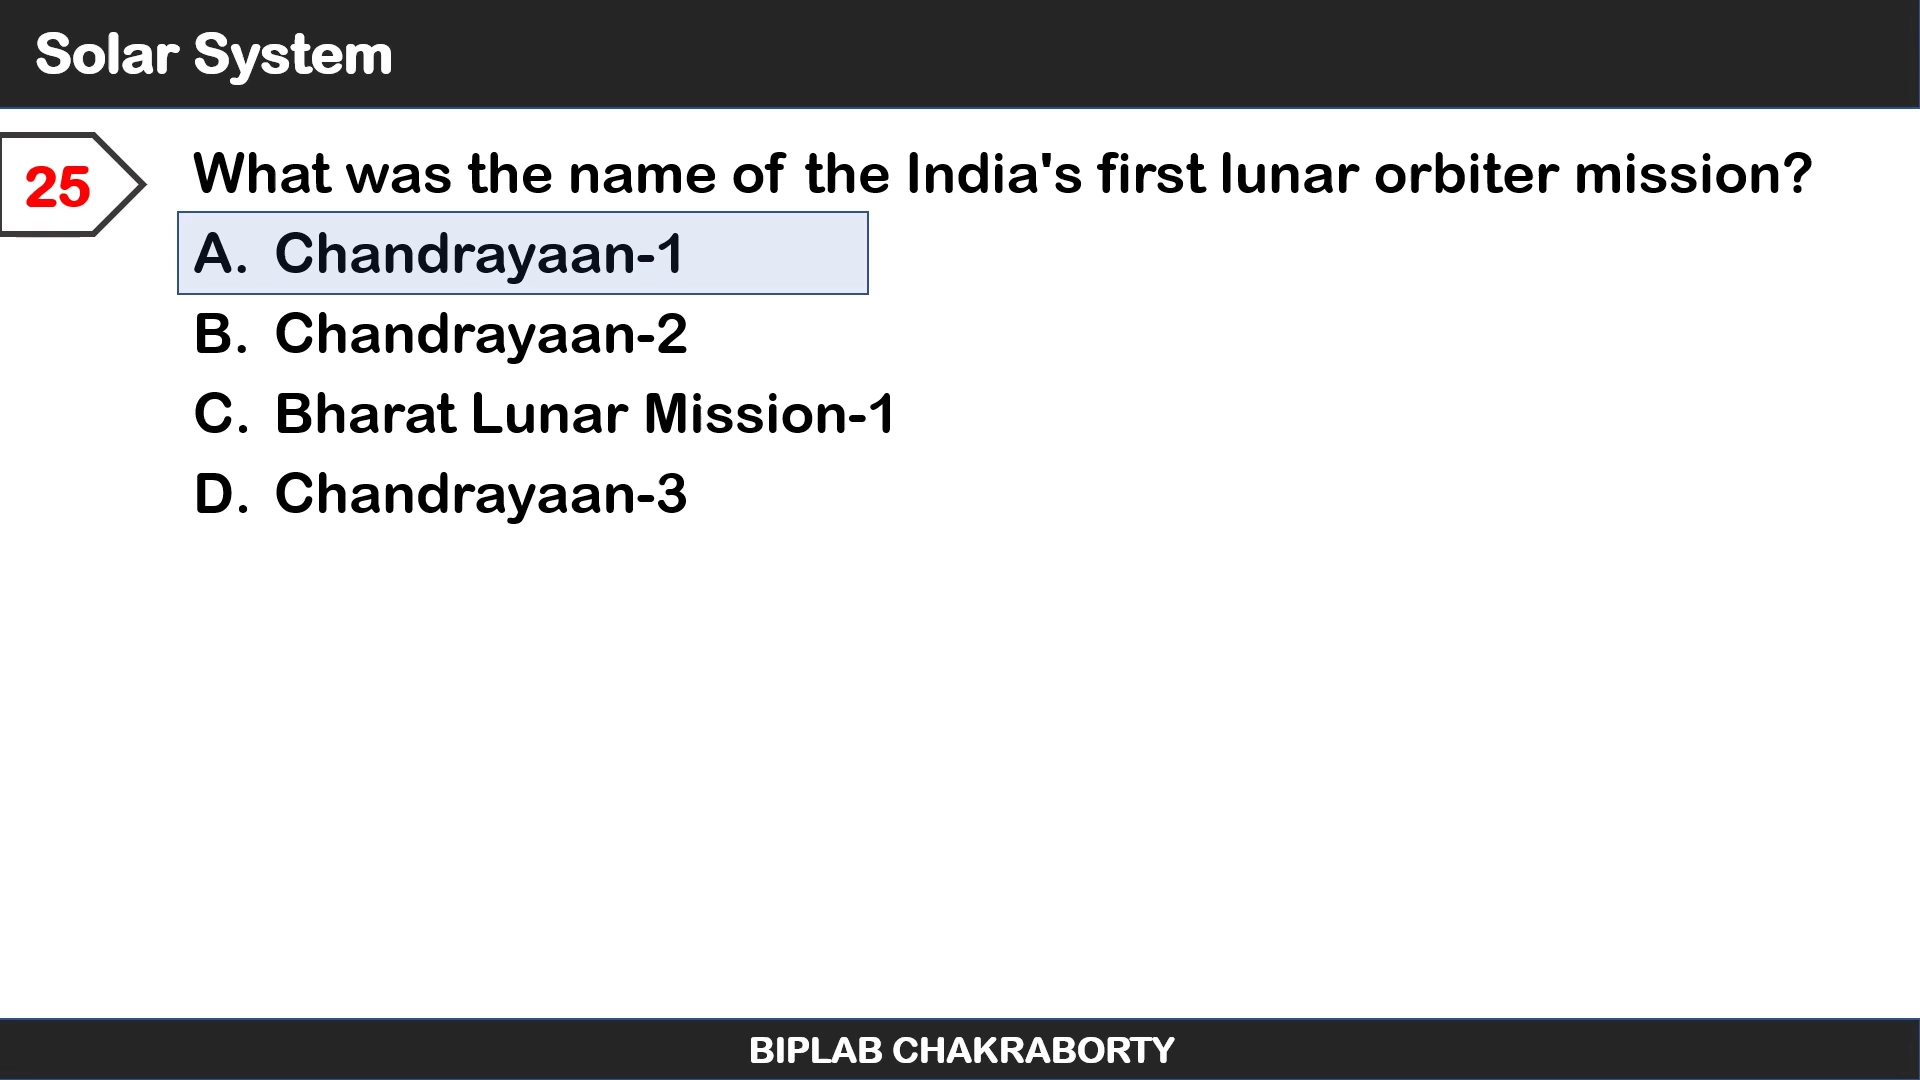 Solar System
25
What was the name of the India's first lunar orbiter mission?
A. Chandrayaan-1
B. Chandrayaan-2
C. Bharat Lunar Mission-1
D. Chandrayaan-3
BIPLAB CHAKRABORTY